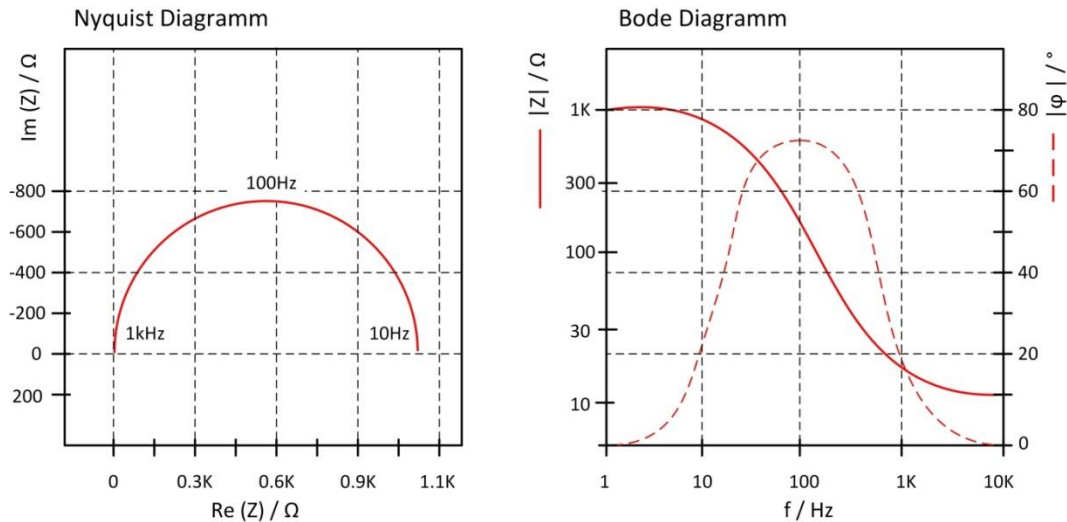 Nyquist Diagramm
Im (Z) / Ω
-800
-600
-400
-200
0
200
100Hz
1kHz
10Hz
0 0.3K 0.6K 0.9K 1.1K
Re (Z) / Ω
Bode Diagramm
|Z| / Ω
1K
300
100
30
10
|φ| / °
80
60
40
20
0
1 10 100 1K 10K
f / Hz